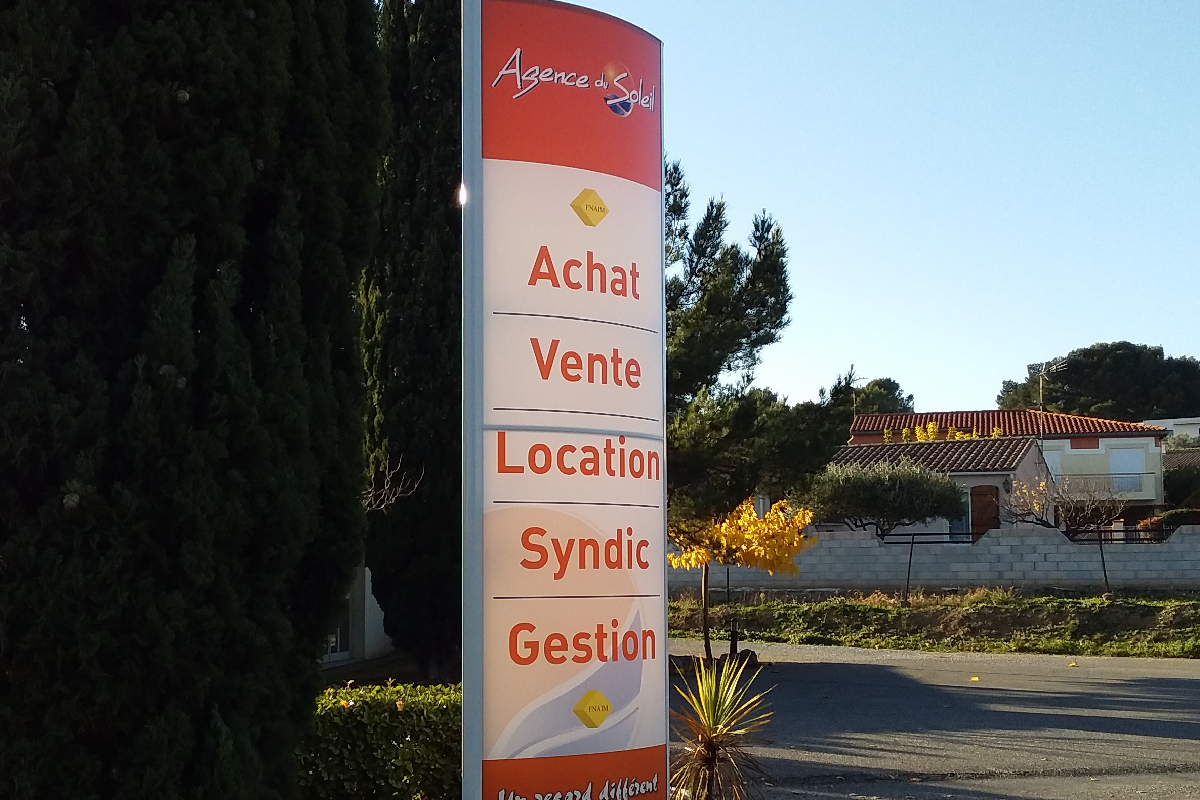 Agence du Soleil
FNAIM
Achat
Vente
Location
Syndic
Gestion
FNAIM
Un regard différent